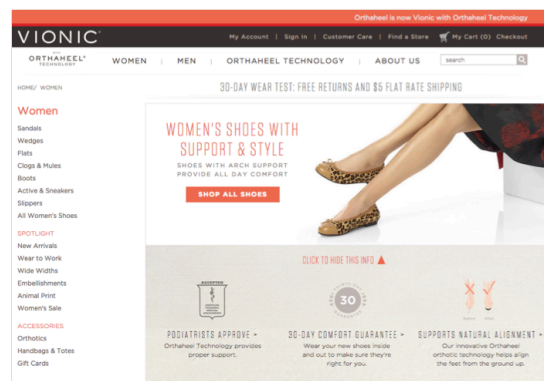 Orthaheel is now Vionic with Orthaheel Technology
VIONIC
My Account | Sign in | Customer Care | Find a Store My Cart (0) Checkout
WITH
ORTHAHEEL
TECHNOLOGY
WOMEN | MEN | ORTHAHEEL TECHNOLOGY | ABOUT US
search
HOME/ WOMEN
30-DAY WEAR TEST: FREE RETURNS AND $5 FLAT RATE SHIPPING
Women
Sandals
Wedges
Flats
Clogs & Mules
Boots
Active & Sneakers
Slippers
All Women's Shoes
SPOTLIGHT
New Arrivals
Wear to Work
Wide Widths
Embellishments
Animal Print
Women's Sale
ACCESSORIES
Orthotics
Handbags & Totes
Gift Cards
WOMEN'S SHOES WITH
SUPPORT & STYLE
SHOES WITH ARCH SUPPORT
PROVIDE ALL DAY COMFORT
SHOP ALL SHOES
CLICK TO HIDE THIS INFO
30
PODIATRISTS APPROVE >
Orthaheel Technology provides
proper support.
30-DAY COMFORT GUARANTEE >
Wear your new shoes inside
and out to make sure they're
right for you.
SUPPORTS NATURAL ALIGNMENT >
Our innovative Orthaheel
orthotic technology helps align
the feet from the ground up.